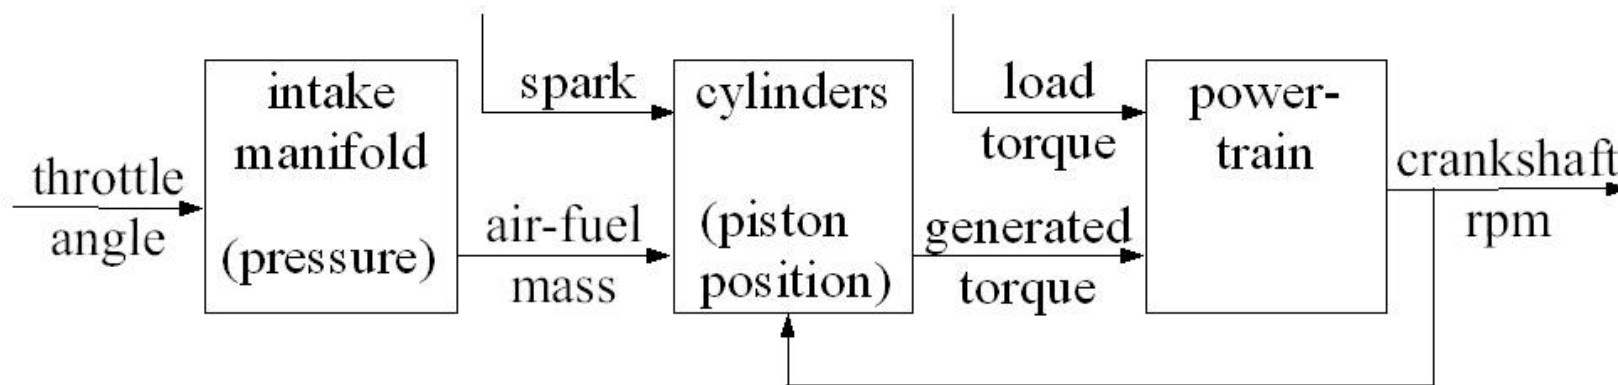 throttle
angle
intake
manifold
(pressure)
spark
air-fuel
mass
cylinders
(piston
position)
load
torque
generated
torque
power-
train
crankshaft
rpm